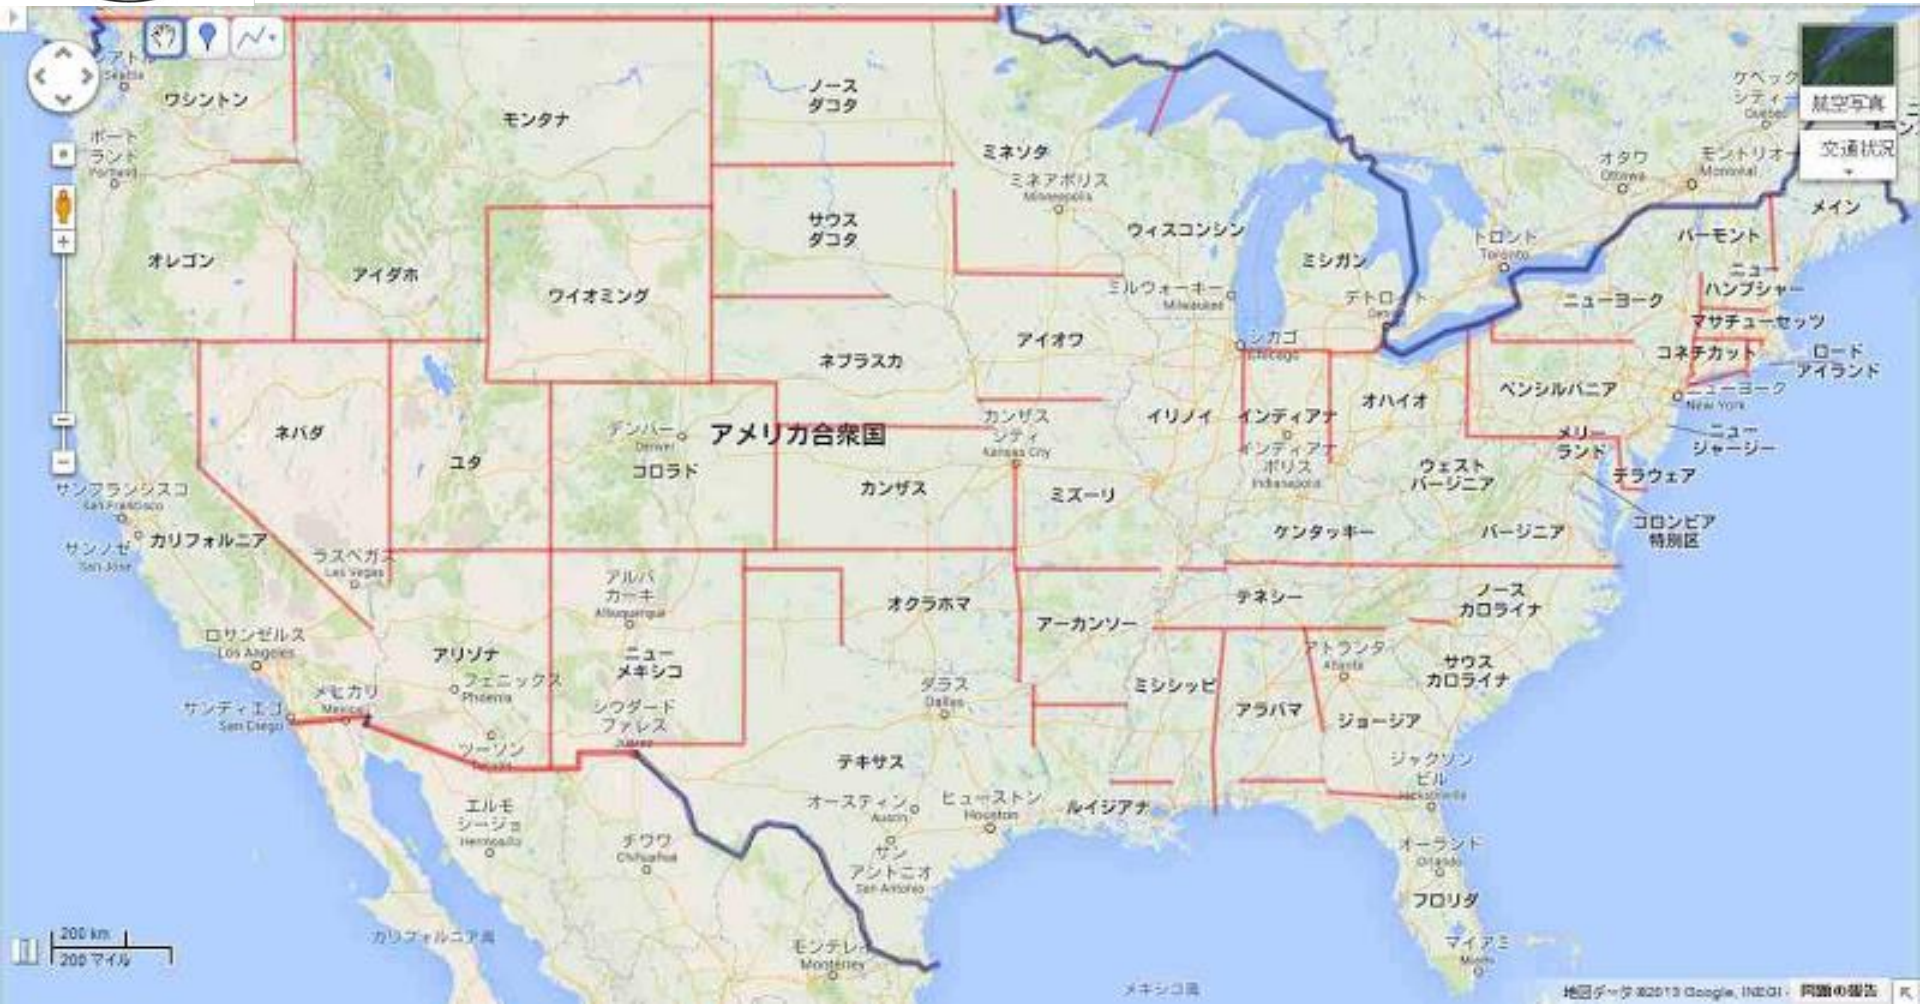 シアトル
Seattle
ワシントン
ポート
ランド
Portland
オレゴン
モンタナ
アイダホ
ワイオミング
ノース
ダコタ
サウス
ダコタ
ネブラスカ
ミネソタ
ミネアポリス
Minneapolis
ウィスコンシン
ミルウォーキー
Milwaukee
アイオワ
ミシガン
デトロイト
シカゴ
Chicago
トロント
Toronto
オタワ
Ottawa
モントリオー
Montreal
ケベック
シティー
Quebec
航空写真
交通状況
メイン
バーモント
ニュー
ハンプシャー
ニューヨーク
マサチューセッツ
コネチカット
ロード
アイランド
ニューヨーク
New York
ニュー
ジャージー
ペンシルバニア
メリー
ランド
デラウェア
コロンビア
特別区
オハイオ
インディアナ
インディアナ
ポリス
Indianapolis
イリノイ
ウェスト
バージニア
バージニア
ケンタッキー
ネバダ
ユタ
デンバー
Denver
コロラド
アメリカ合衆国
カンザス
シティ
Kansas City
カンザス
ミズーリ
サンフランシスコ
San Francisco
サンノゼ
San Jose
カリフォルニア
ラスベガス
Las Vegas
ロサンゼルス
Los Angeles
サンディエゴ
San Diego
メヒカリ
Mexicali
アリゾナ
フェニックス
Phoenix
ツーソン
Tucson
アルバ
カーキ
Albuquerque
ニュー
メキシコ
シウダード
ファレス
Juárez
オクラホマ
アーカンソー
テネシー
ノース
カロライナ
サウス
カロライナ
アトランタ
Atlanta
ミシシッピ
アラバマ
ジョージア
ダラス
Dallas
テキサス
オースティン
Austin
ヒューストン
Houston
サン
アントニオ
San Antonio
ルイジアナ
ジャクソン
ビル
Jacksonville
オーランド
Orlando
フロリダ
マイアミ
Miami
エルモ
シージョ
Hermosillo
チワワ
Chihuahua
モンテレイ
Monterrey
カリフォルニア湾
メキシコ湾
200 km
200 マイル
地図データ ©2013 Google, INEGI - 問題の報告